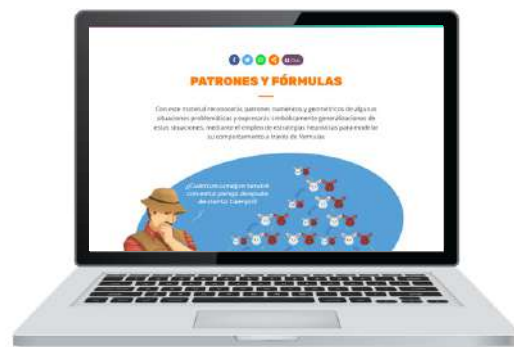 PATRONES Y FÓRMULAS
Con este material reconocerás patrones numéricos y geométricos de algunas
situaciones problemáticas y expresarás simbólicamente generalizaciones de
estas situaciones, mediante el empleo de estrategias heurísticas para modelar
su comportamiento a través de fórmulas
¿Cuántos conejos tendré
con esta pareja después
de cierto tiempo?